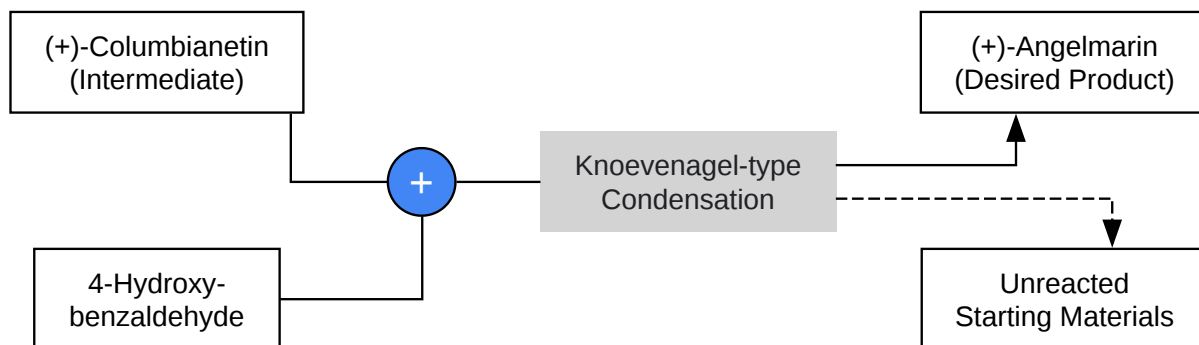 (+)-Columbianetin
(Intermediate)
(+)-Angelmarin
(Desired Product)
+
Knoevenagel-type
Condensation
4-Hydroxy-
benzaldehyde
Unreacted
Starting Materials